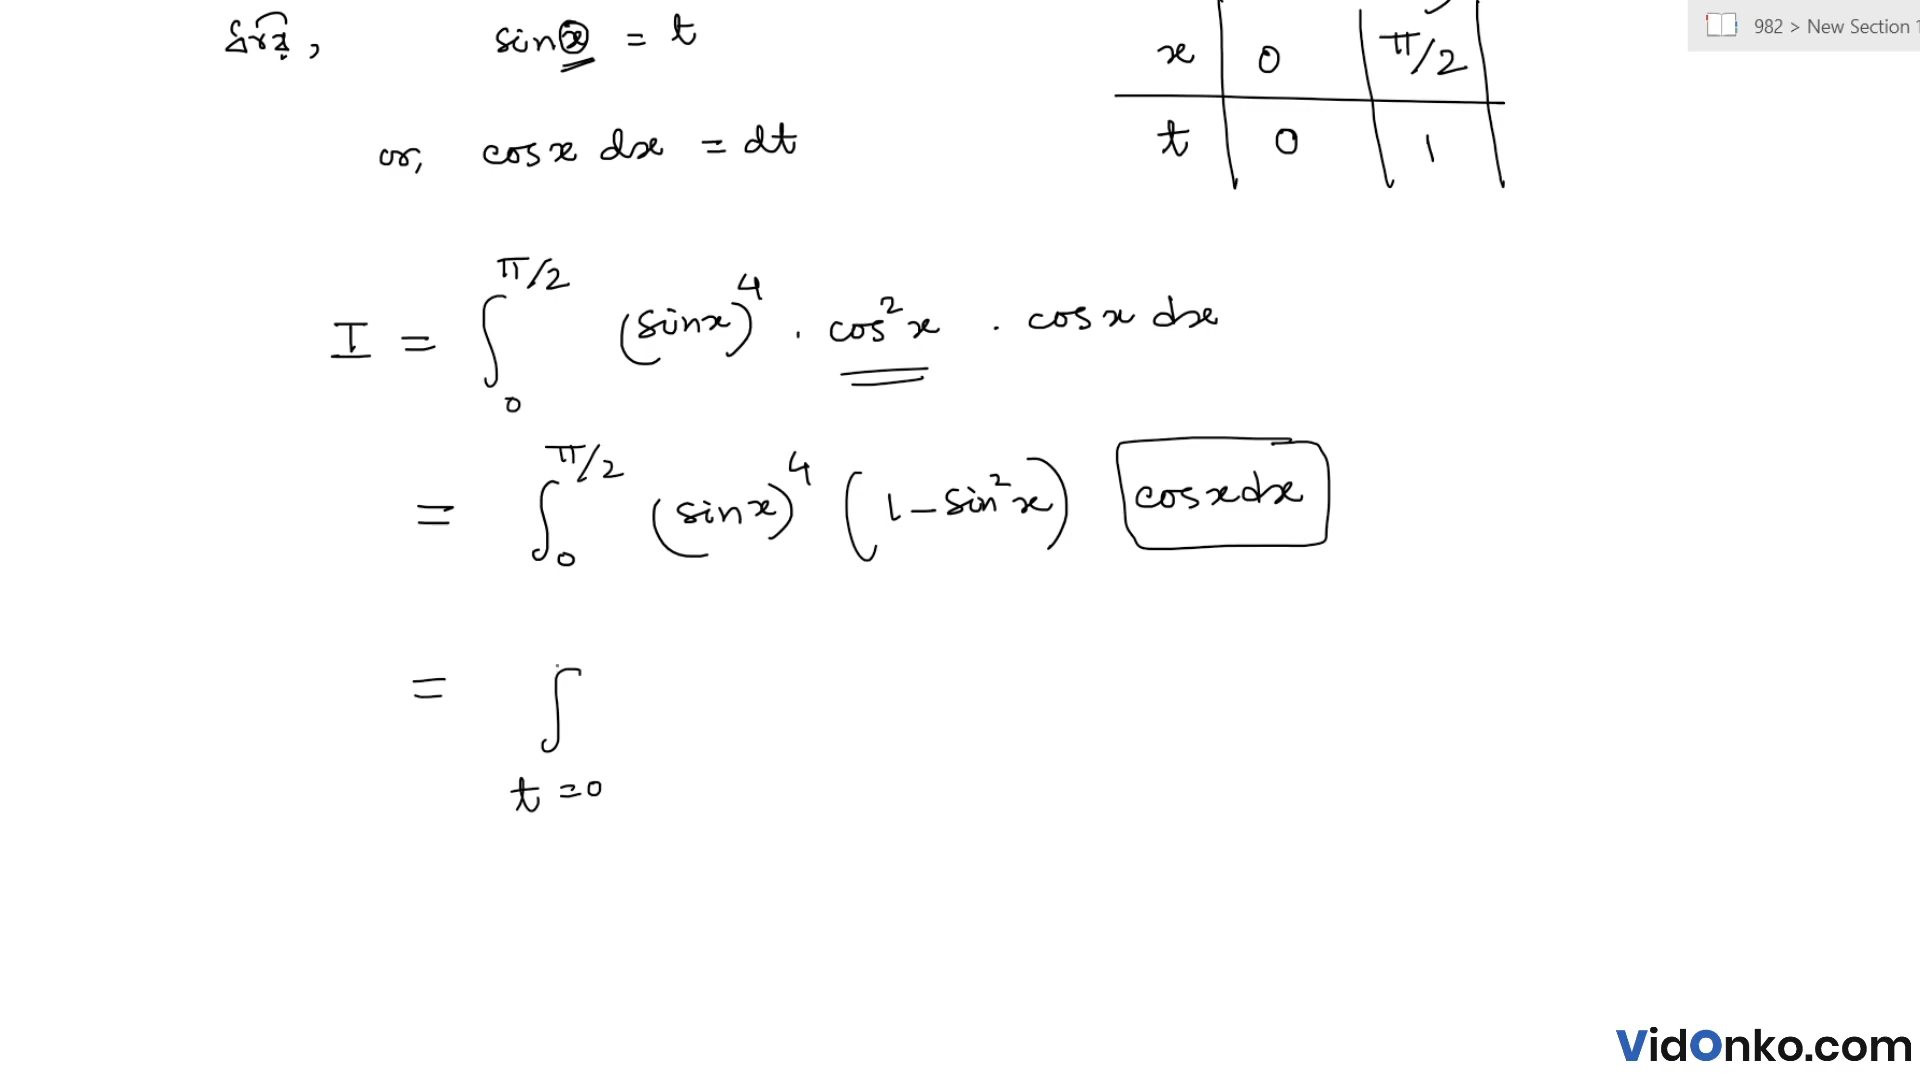 982 > New Section 1
ধরি, sin x = t
or, cos x dx = dt
x | 0 | π/2
t | 0 | 1
I = ∫₀^{π/2} (sin x)⁴ · cos² x · cos x dx
= ∫₀^{π/2} (sin x)⁴ (1 - sin² x) cos x dx
= ∫_{t = 0}
VidOnko.com